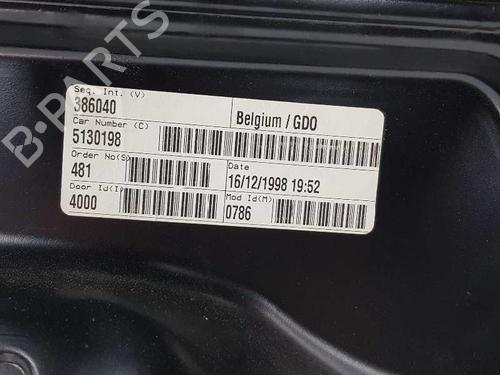 B-PARTS
Seq. Int. (V)
386040
Belgium / GDO
Car Number (C)
5130198
Order No(S)
481
Date
16/12/1998 19:52
Door Id(I)
4000
Mod Id(M)
0786